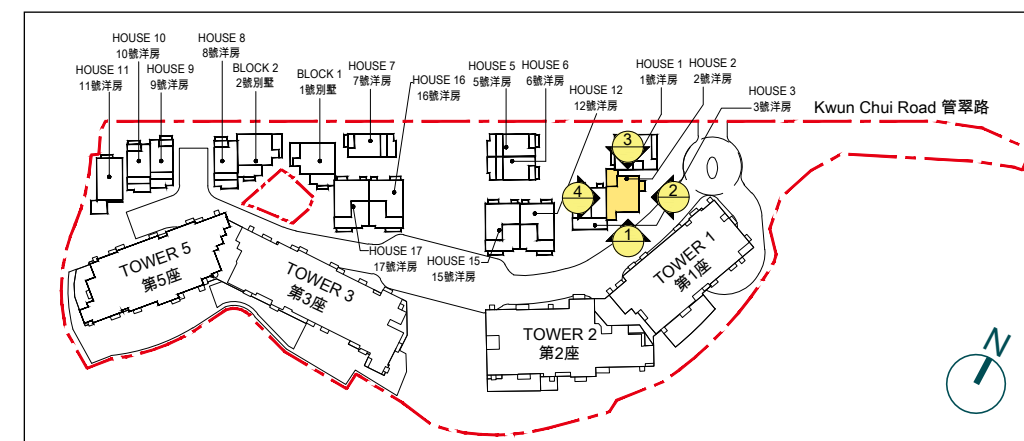 HOUSE 10
10號洋房
HOUSE 11
11號洋房
HOUSE 9
9號洋房
HOUSE 8
8號洋房
BLOCK 2
2號別墅
BLOCK 1
1號別墅
HOUSE 7
7號洋房
HOUSE 16
16號洋房
HOUSE 5
5號洋房
HOUSE 6
6號洋房
HOUSE 12
12號洋房
HOUSE 1
1號洋房
HOUSE 2
2號洋房
HOUSE 3
3號洋房
Kwun Chui Road 管翠路
3
4
2
1
HOUSE 17
17號洋房
HOUSE 15
15號洋房
TOWER 5
第5座
TOWER 3
第3座
TOWER 2
第2座
TOWER 1
第1座
N